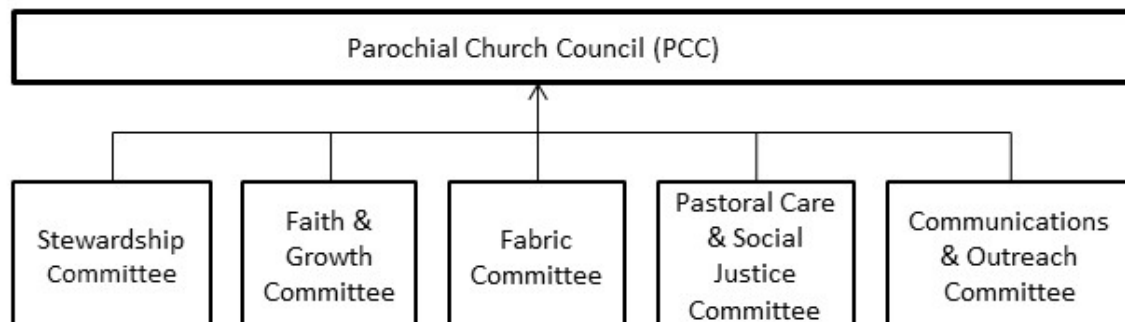 Parochial Church Council (PCC)
Stewardship
Committee
Faith &
Growth
Committee
Fabric
Committee
Pastoral Care
& Social
Justice
Committee
Communications
& Outreach
Committee